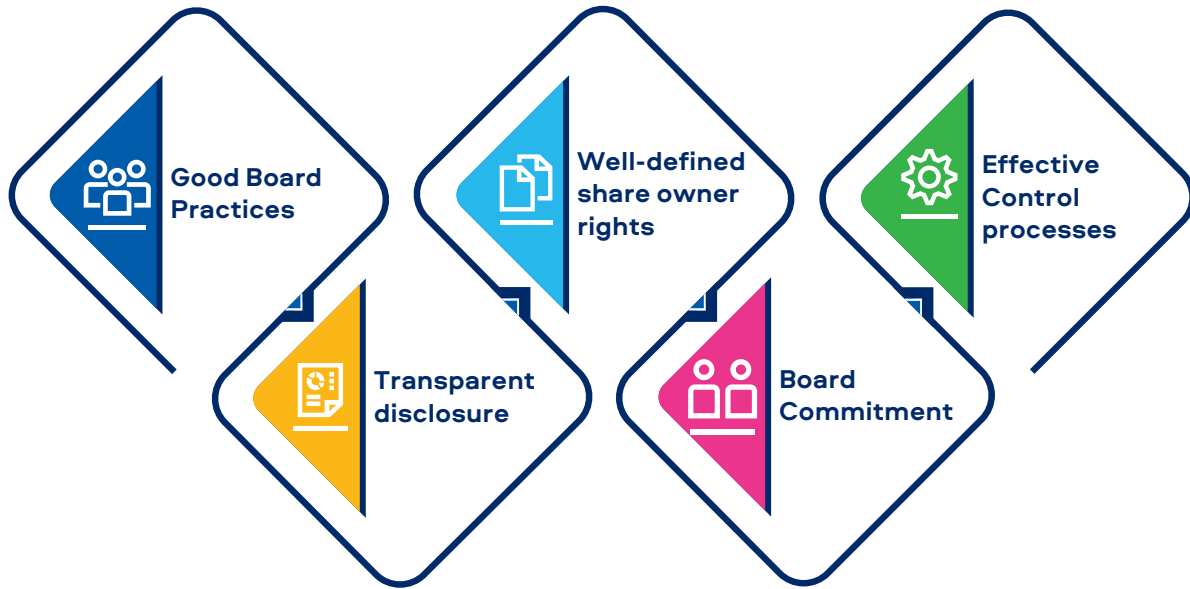 Good Board
Practices
Well-defined
share owner
rights
Effective
Control
processes
Transparent
disclosure
Board
Commitment